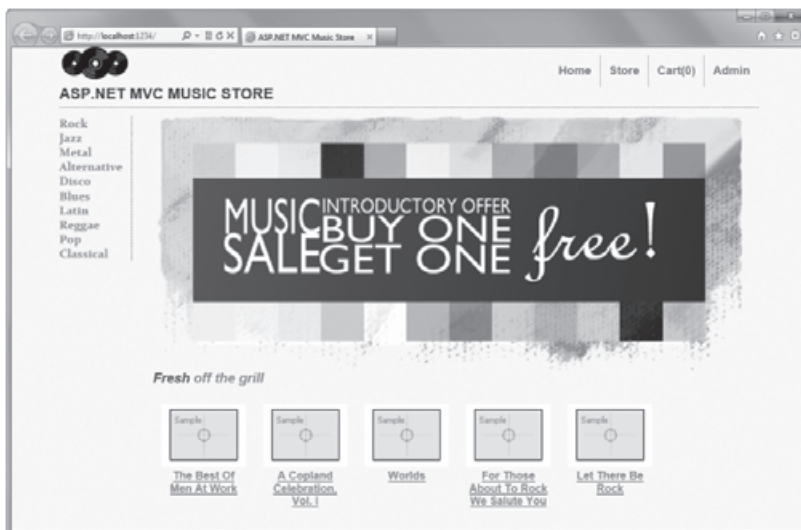 http://localhost:1234/
ASP.NET MVC Music Store
ASP.NET MVC MUSIC STORE
Home
Store
Cart(0)
Admin
Rock
Jazz
Metal
Alternative
Disco
Blues
Latin
Reggae
Pop
Classical
MUSIC SALE
INTRODUCTORY OFFER
BUY ONE
GET ONE
free!
Fresh off the grill
Sample
Sample
Sample
Sample
Sample
The Best Of
Men At Work
A Copland
Celebration,
Vol. I
Worlds
For Those
About To Rock
We Salute You
Let There Be
Rock